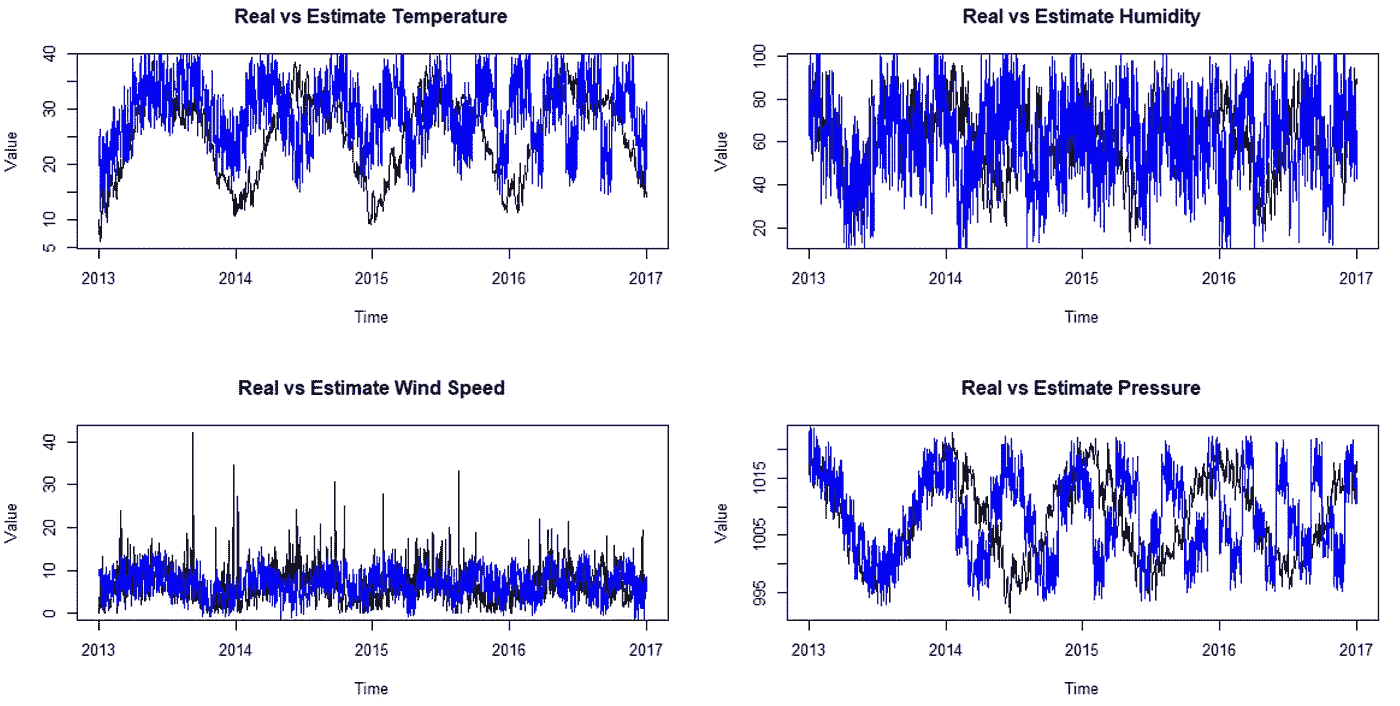 Real vs Estimate Temperature
Value
40
30
20
10
5
2013 2014 2015 2016 2017
Time
Real vs Estimate Humidity
Value
100
80
60
40
20
2013 2014 2015 2016 2017
Time
Real vs Estimate Wind Speed
Value
40
30
20
10
0
2013 2014 2015 2016 2017
Time
Real vs Estimate Pressure
Value
1015
1005
995
2013 2014 2015 2016 2017
Time